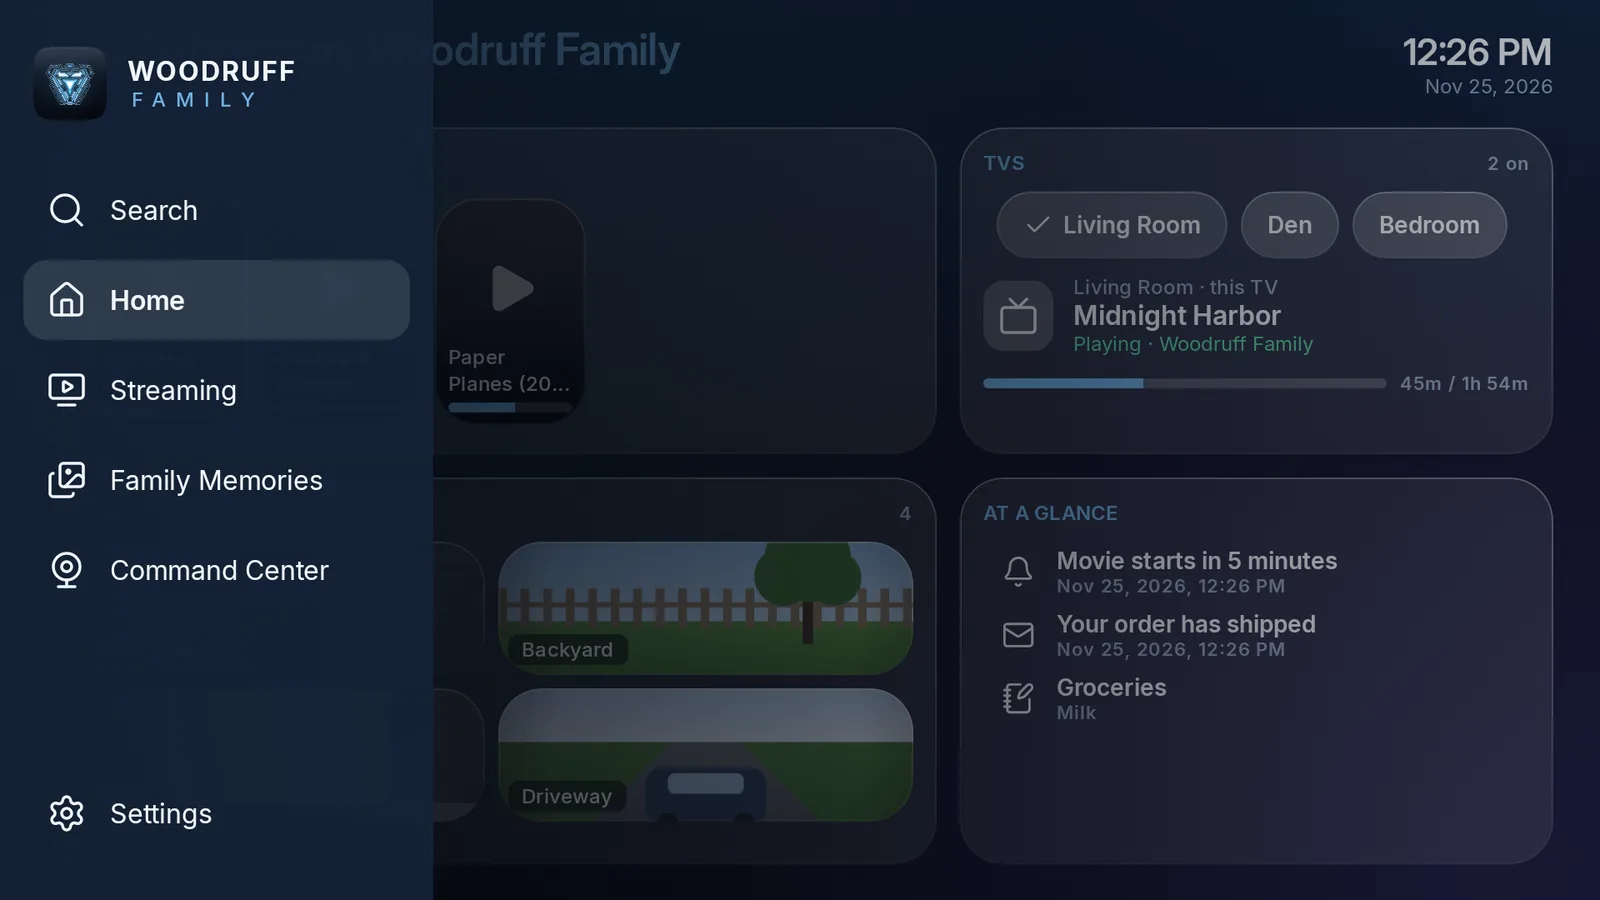 WOODRUFF
FAMILY
Search
Home
Streaming
Family Memories
Command Center
Settings
odruff Family
12:26 PM
Nov 25, 2026
Paper
Planes (20...
TVS
2 on
Living Room
Den
Bedroom
Living Room · this TV
Midnight Harbor
Playing · Woodruff Family
45m / 1h 54m
4
Backyard
Driveway
AT A GLANCE
Movie starts in 5 minutes
Nov 25, 2026, 12:26 PM
Your order has shipped
Nov 25, 2026, 12:26 PM
Groceries
Milk